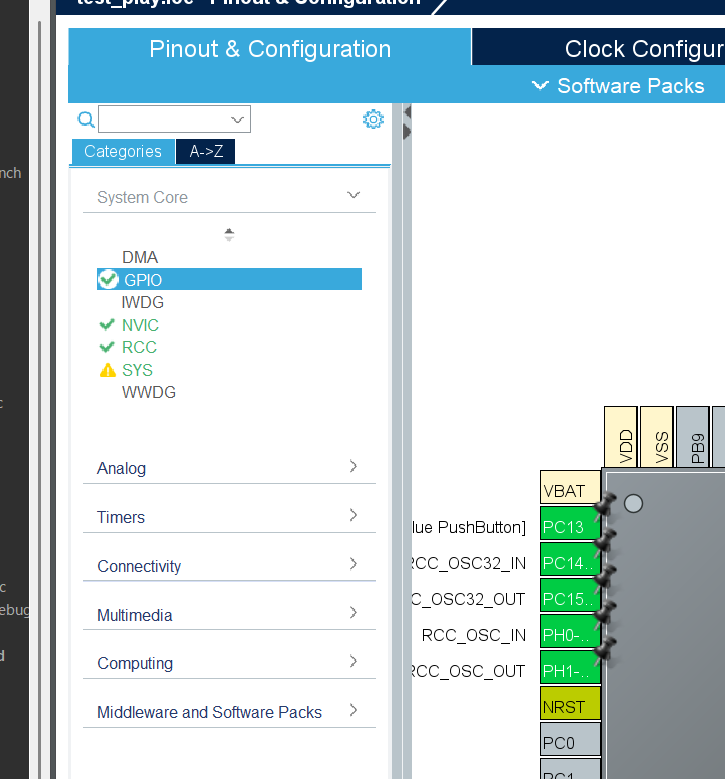 test_play.ioc - Pinout & Configuration
Pinout & Configuration
Clock Configur
Software Packs
Categories
A->Z
nch
System Core
DMA
GPIO
IWDG
NVIC
RCC
SYS
WWDG
c
Analog
Timers
Connectivity
Multimedia
Computing
Middleware and Software Packs
c
ebug
d
VDD
VSS
PB9
VBAT
lue PushButton]
PC13
RCC_OSC32_IN
PC14..
C_OSC32_OUT
PC15..
RCC_OSC_IN
PH0-..
RCC_OSC_OUT
PH1-..
NRST
PC0
PC1